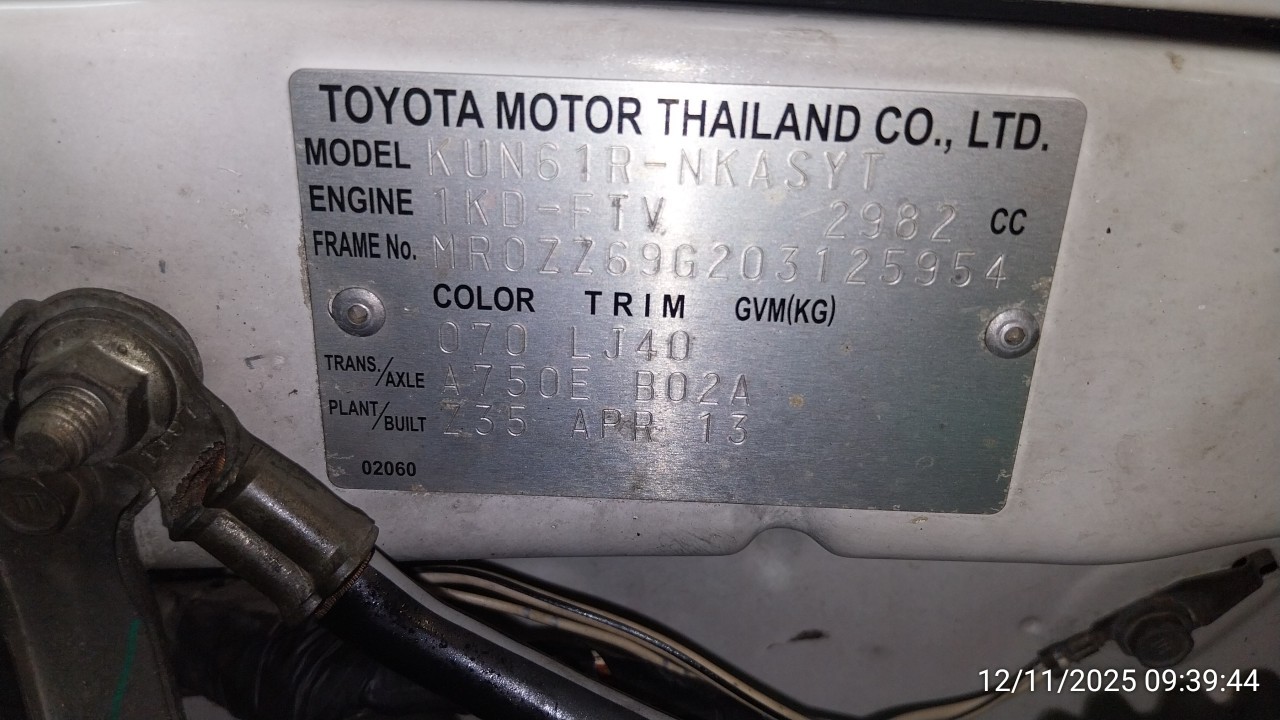 TOYOTA MOTOR THAILAND CO., LTD.
MODEL KUN61R-NKASYT
ENGINE 1KD-FTV 2982 CC
FRAME No. MR0ZZ69G203125954
COLOR TRIM GVM(KG)
070 LJ40
TRANS./AXLE A750E B02A
PLANT/BUILT Z35 APR 13
02060
12/11/2025 09:39:44